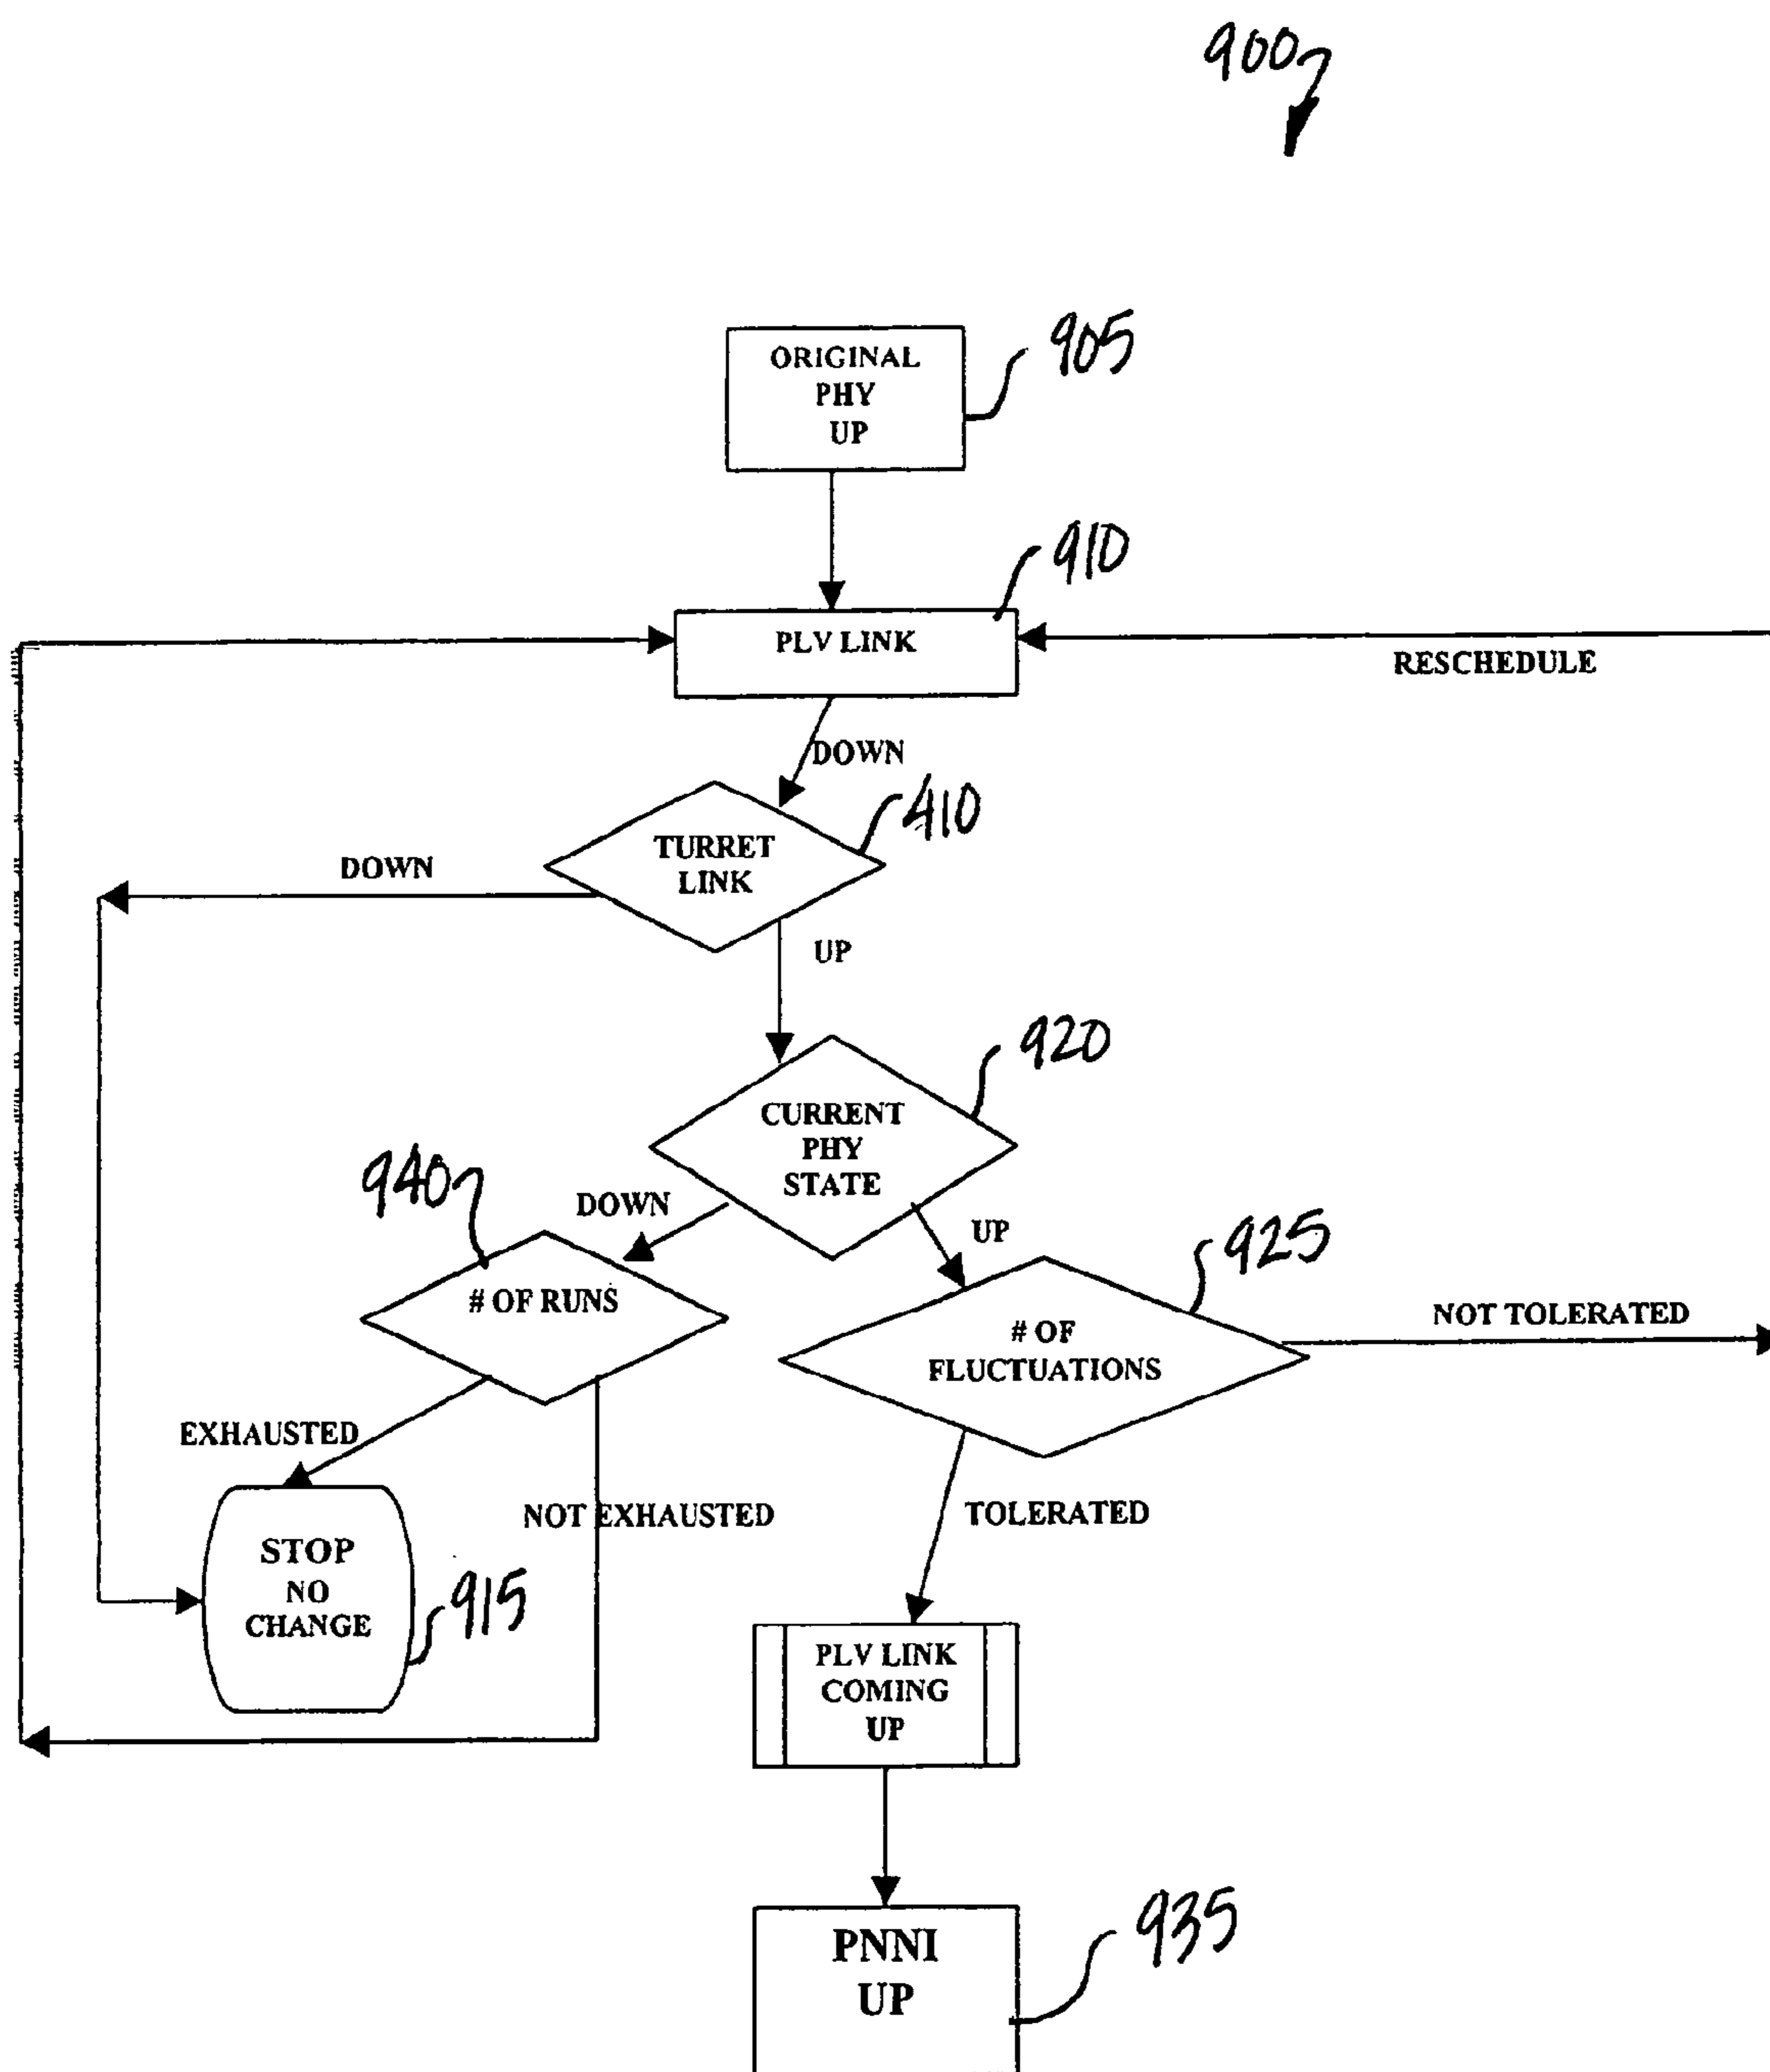 900
ORIGINAL
PHY
UP
905
910
PLV LINK
RESCHEDULE
DOWN
410
TURRET
LINK
DOWN
UP
920
CURRENT
PHY
STATE
940
DOWN
UP
925
# OF RUNS
NOT TOLERATED
# OF
FLUCTUATIONS
EXHAUSTED
NOT EXHAUSTED
TOLERATED
STOP
NO
CHANGE
915
PLV LINK
COMING
UP
PNNI
UP
935